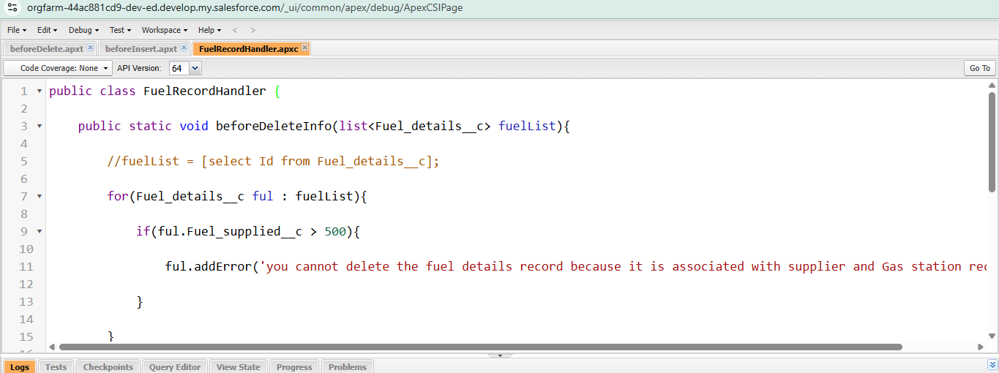 orgfarm-44ac881cd9-dev-ed.develop.my.salesforce.com/_ui/common/apex/debug/ApexCSIPage
File Edit Debug Test Workspace Help < >
beforeDelete.apxt beforeInsert.apxt FuelRecordHandler.apxc
Code Coverage: None API Version: 64 Go To
1 public class FuelRecordHandler {
2
3 public static void beforeDeleteInfo(list<Fuel_details__c> fuelList){
4
5 //fuelList = [select Id from Fuel_details__c];
6
7 for(Fuel_details__c ful : fuelList){
8
9 if(ful.Fuel_supplied__c > 500){
10
11 ful.addError('you cannot delete the fuel details record because it is associated with supplier and Gas station
12
13 }
14
15 }
Logs Tests Checkpoints Query Editor View State Progress Problems